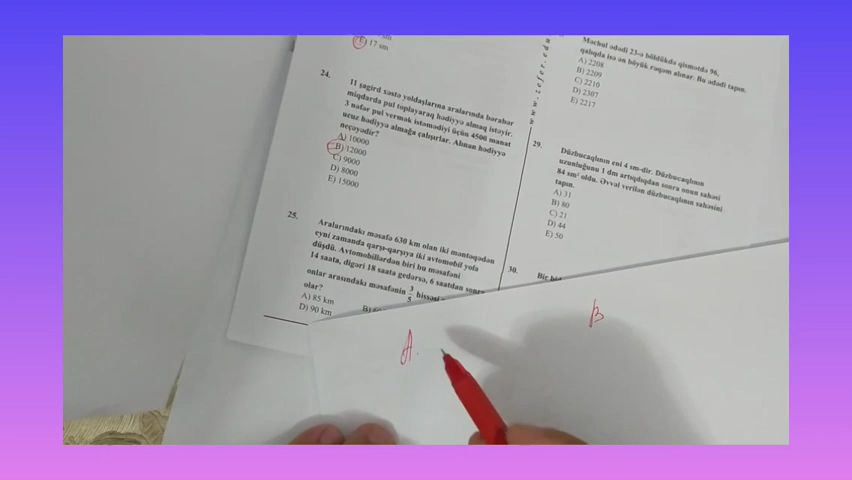 E) 17 sm
24.
11 şagird xəstə yoldaşlarına aralarında bərabər
miqdarda pul toplayaraq hədiyyə almaq istəyir.
3 nəfər pul vermək istəmədiyi üçün 4500 manat
ucuz hədiyyə almağa çalışırlar. Alınan hədiyyə
neçəyədir?
A) 10000
B) 12000
C) 9000
D) 8000
E) 15000
25.
Aralarındakı məsafə 630 km olan iki məntəqədən
eyni zamanda qarşı-qarşıya iki avtomobil yola
düşdü. Avtomobillərdən biri bu məsafəni
14 saata, digəri 18 saata gedərsə, 6 saatdan sonra
onlar arasındakı məsafənin 3/5 hissəsi
olar?
A) 85 km
D) 90 km
Məchul ədədi 23-ə böldükdə qismətdə 96,
qalıqda isə ən böyük rəqəm alınar. Bu ədədi tapın.
A) 2208
B) 2209
C) 2210
D) 2307
E) 2217
29.
Düzbucaqlının eni 4 sm-dir. Düzbucaqlının
uzunluğunu 1 dm artıqdıqdan sonra onun sahəsi
84 sm² oldu. Əvvəl verilən düzbucaqlının sahəsini
tapın.
A) 31
B) 80
C) 21
D) 44
E) 50
30.
Bir
A
B